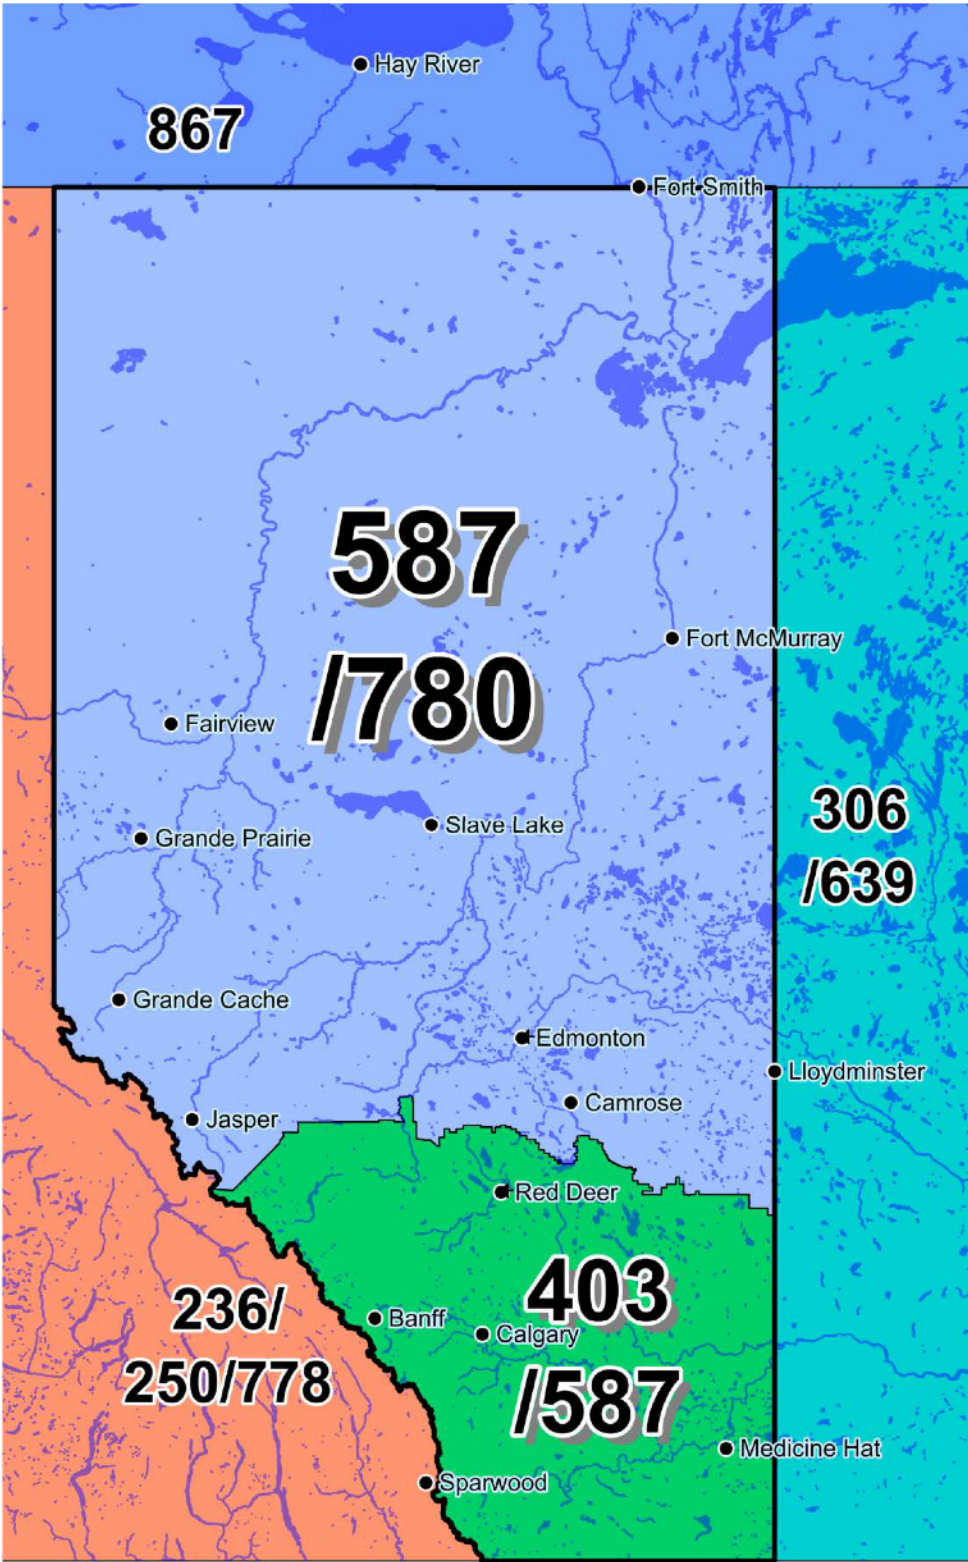 Hay River
867
Fort Smith
587
/780
Fort McMurray
Fairview
306
/639
Slave Lake
Grande Prairie
Grande Cache
Edmonton
Lloydminster
Camrose
Jasper
Red Deer
403
/587
236/
250/778
Banff
Calgary
Medicine Hat
Sparwood